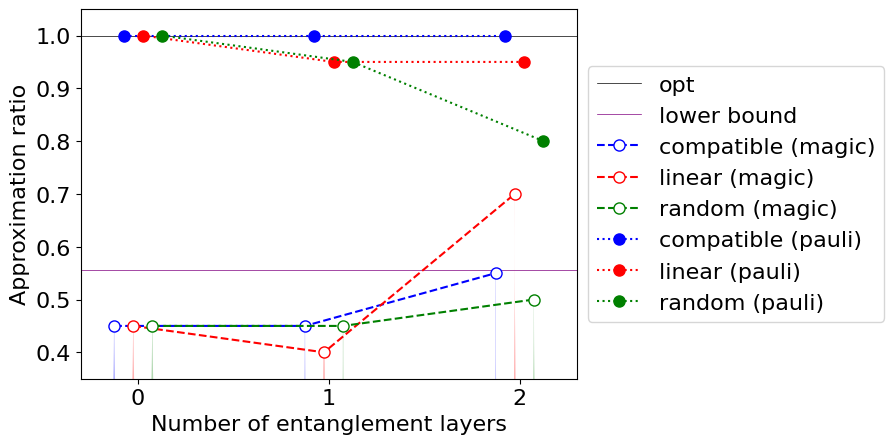 1.0
0.9
0.8
0.7
0.6
0.5
0.4
Approximation ratio
0
1
2
Number of entanglement layers
opt
lower bound
compatible (magic)
linear (magic)
random (magic)
compatible (pauli)
linear (pauli)
random (pauli)